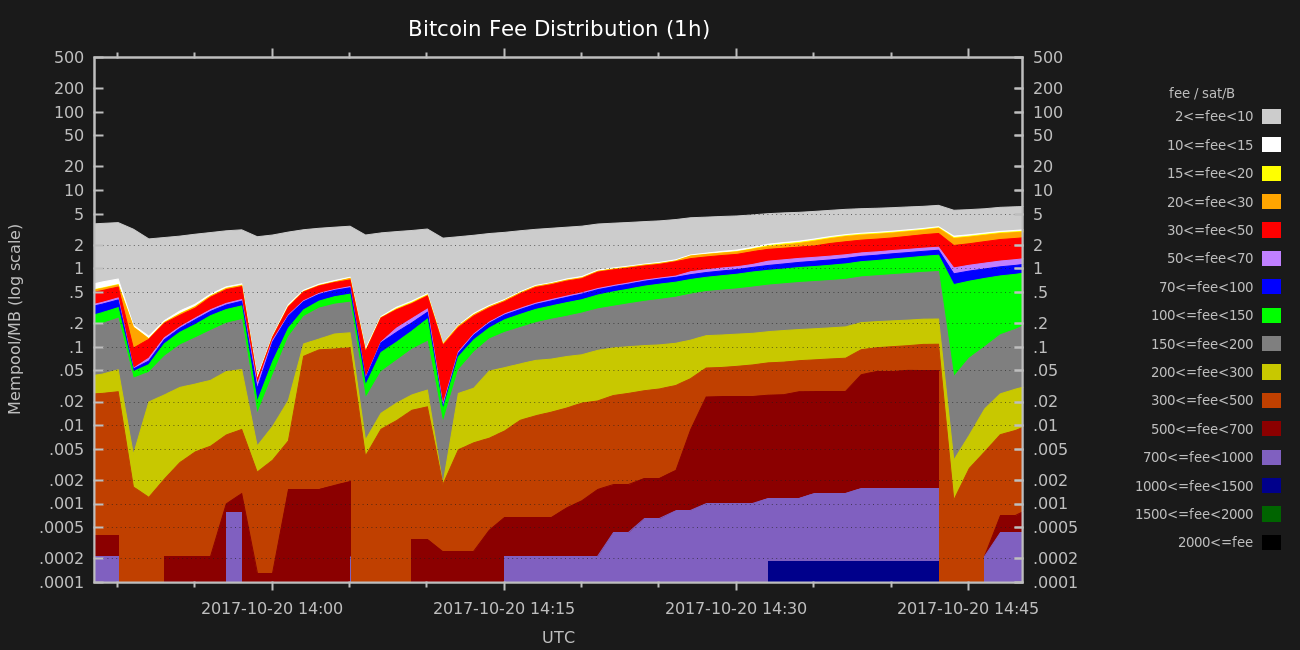 Bitcoin Fee Distribution (1h)
500 500
200 200
100 100
50 50
20 20
10 10
5 5
2 2
1 1
.5 .5
.2 .2
.1 .1
.05 .05
.02 .02
.01 .01
.005 .005
.002 .002
.001 .001
.0005 .0005
.0002 .0002
.0001 .0001
Mempool/MB (log scale)
2017-10-20 14:00 2017-10-20 14:15 2017-10-20 14:30 2017-10-20 14:45
UTC
fee / sat/B
2<=fee<10
10<=fee<15
15<=fee<20
20<=fee<30
30<=fee<50
50<=fee<70
70<=fee<100
100<=fee<150
150<=fee<200
200<=fee<300
300<=fee<500
500<=fee<700
700<=fee<1000
1000<=fee<1500
1500<=fee<2000
2000<=fee